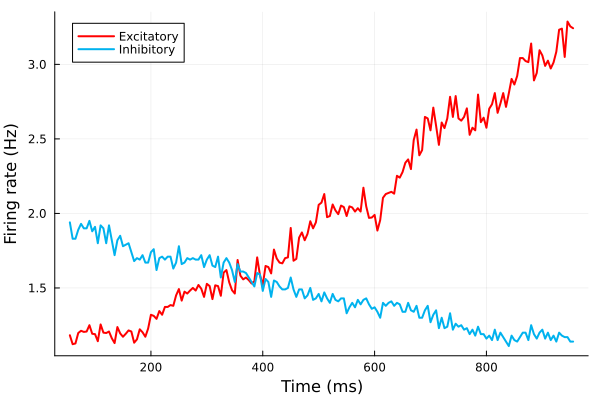 Excitatory
Inhibitory
3.0
2.5
2.0
1.5
Firing rate (Hz)
200 400 600 800
Time (ms)